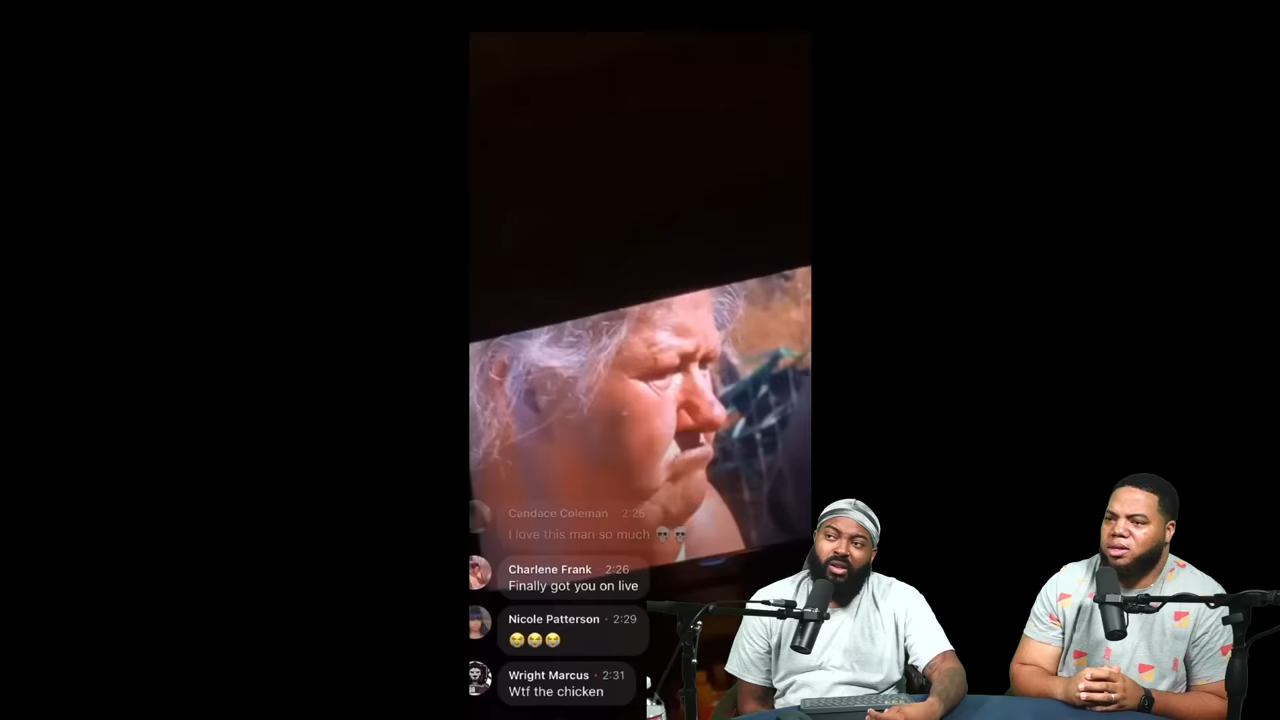 Candace Coleman 2:25
I love this man so much 💀💀
Charlene Frank 2:26
Finally got you on live
Nicole Patterson · 2:29
😭😭😭
Wright Marcus · 2:31
Wtf the chicken